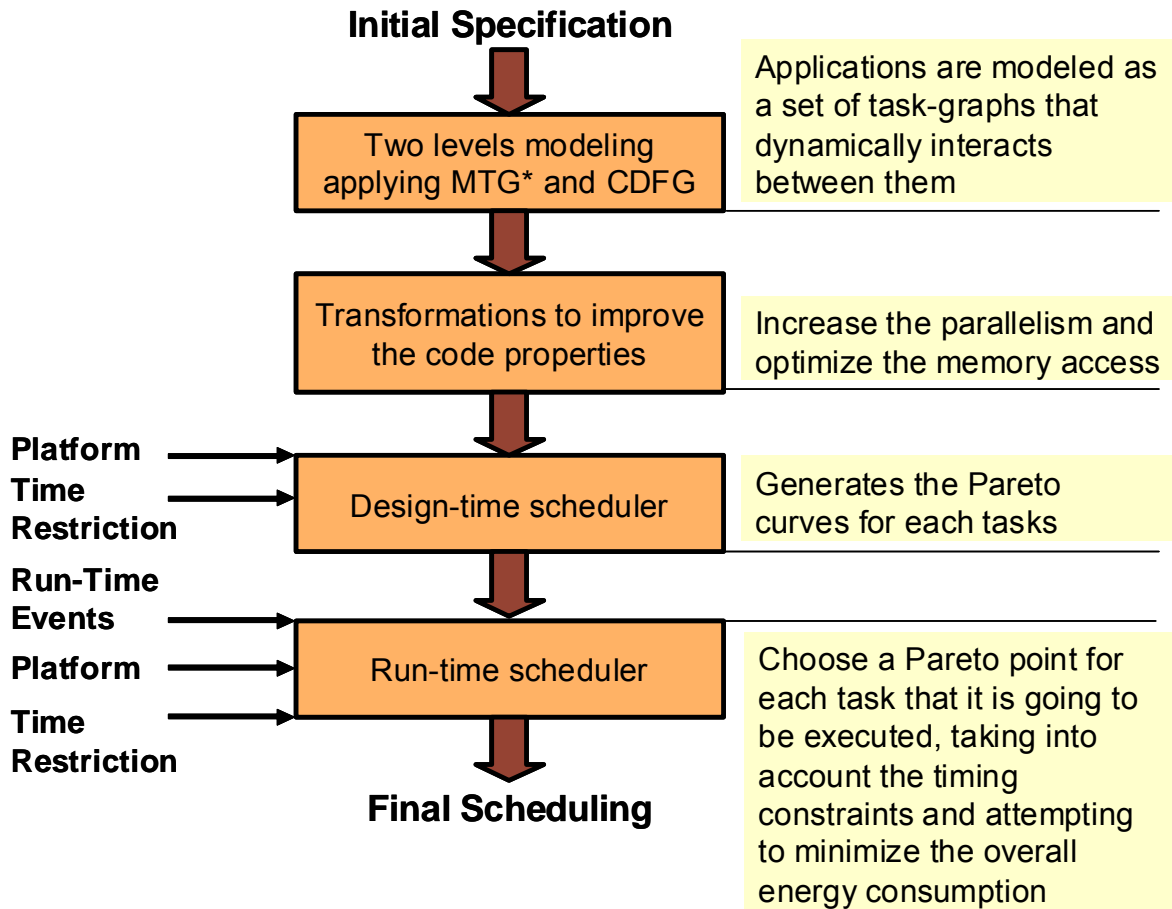 Initial Specification
Applications are modeled as
a set of task-graphs that
dynamically interacts
between them
Two levels modeling
applying MTG* and CDFG
Transformations to improve
the code properties
Increase the parallelism and
optimize the memory access
Platform
Time
Restriction
Design-time scheduler
Generates the Pareto
curves for each tasks
Run-Time
Events
Platform
Time
Restriction
Run-time scheduler
Choose a Pareto point for
each task that it is going to
be executed, taking into
account the timing
constraints and attempting
to minimize the overall
energy consumption
Final Scheduling